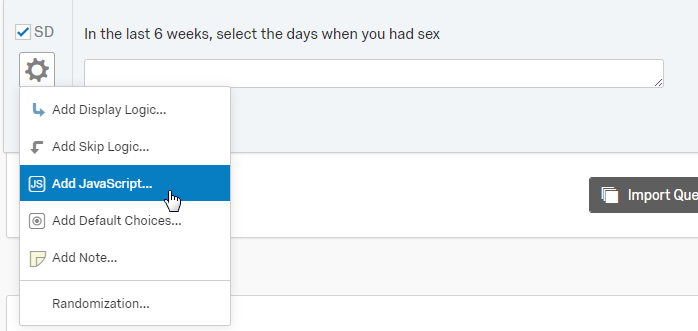 SD
In the last 6 weeks, select the days when you had sex
Add Display Logic...
Add Skip Logic...
JS Add JavaScript...
Add Default Choices...
Add Note...
Randomization...
Import Que